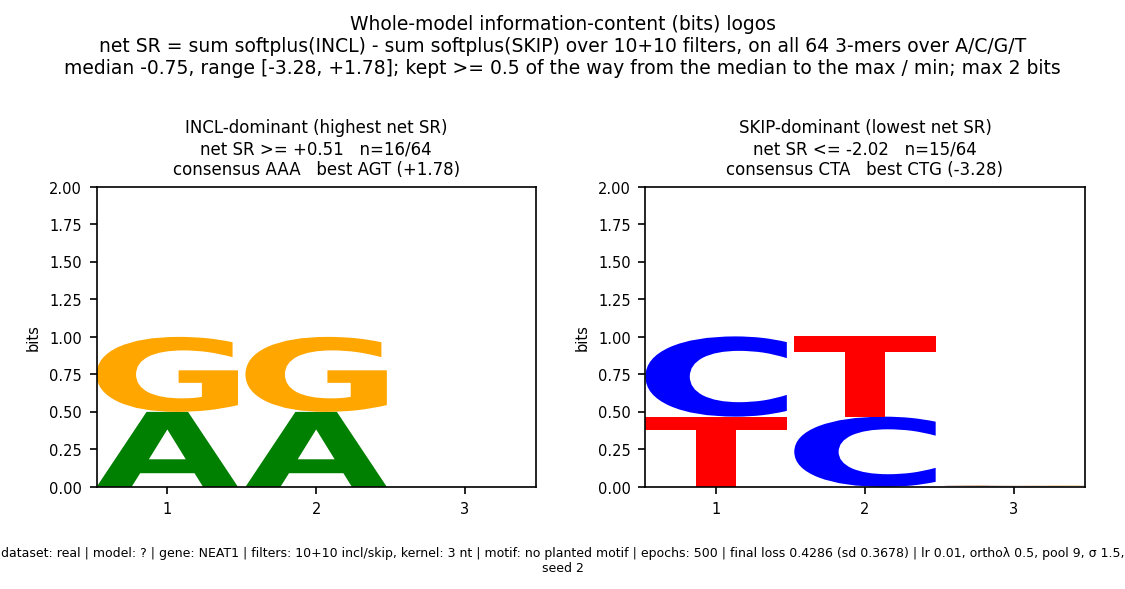 Whole-model information-content (bits) logos
net SR = sum softplus(INCL) - sum softplus(SKIP) over 10+10 filters, on all 64 3-mers over A/C/G/T
median -0.75, range [-3.28, +1.78]; kept >= 0.5 of the way from the median to the max / min; max 2 bits
INCL-dominant (highest net SR)
net SR >= +0.51   n=16/64
consensus AAA   best AGT (+1.78)
2.00
1.75
1.50
1.25
1.00
0.75
0.50
0.25
0.00
bits
G G
A A
1 2 3
SKIP-dominant (lowest net SR)
net SR <= -2.02   n=15/64
consensus CTA   best CTG (-3.28)
2.00
1.75
1.50
1.25
1.00
0.75
0.50
0.25
0.00
bits
C T
T C
1 2 3
dataset: real | model: ? | gene: NEAT1 | filters: 10+10 incl/skip, kernel: 3 nt | motif: no planted motif | epochs: 500 | final loss 0.4286 (sd 0.3678) | lr 0.01, orthoλ 0.5, pool 9, σ 1.5,
seed 2